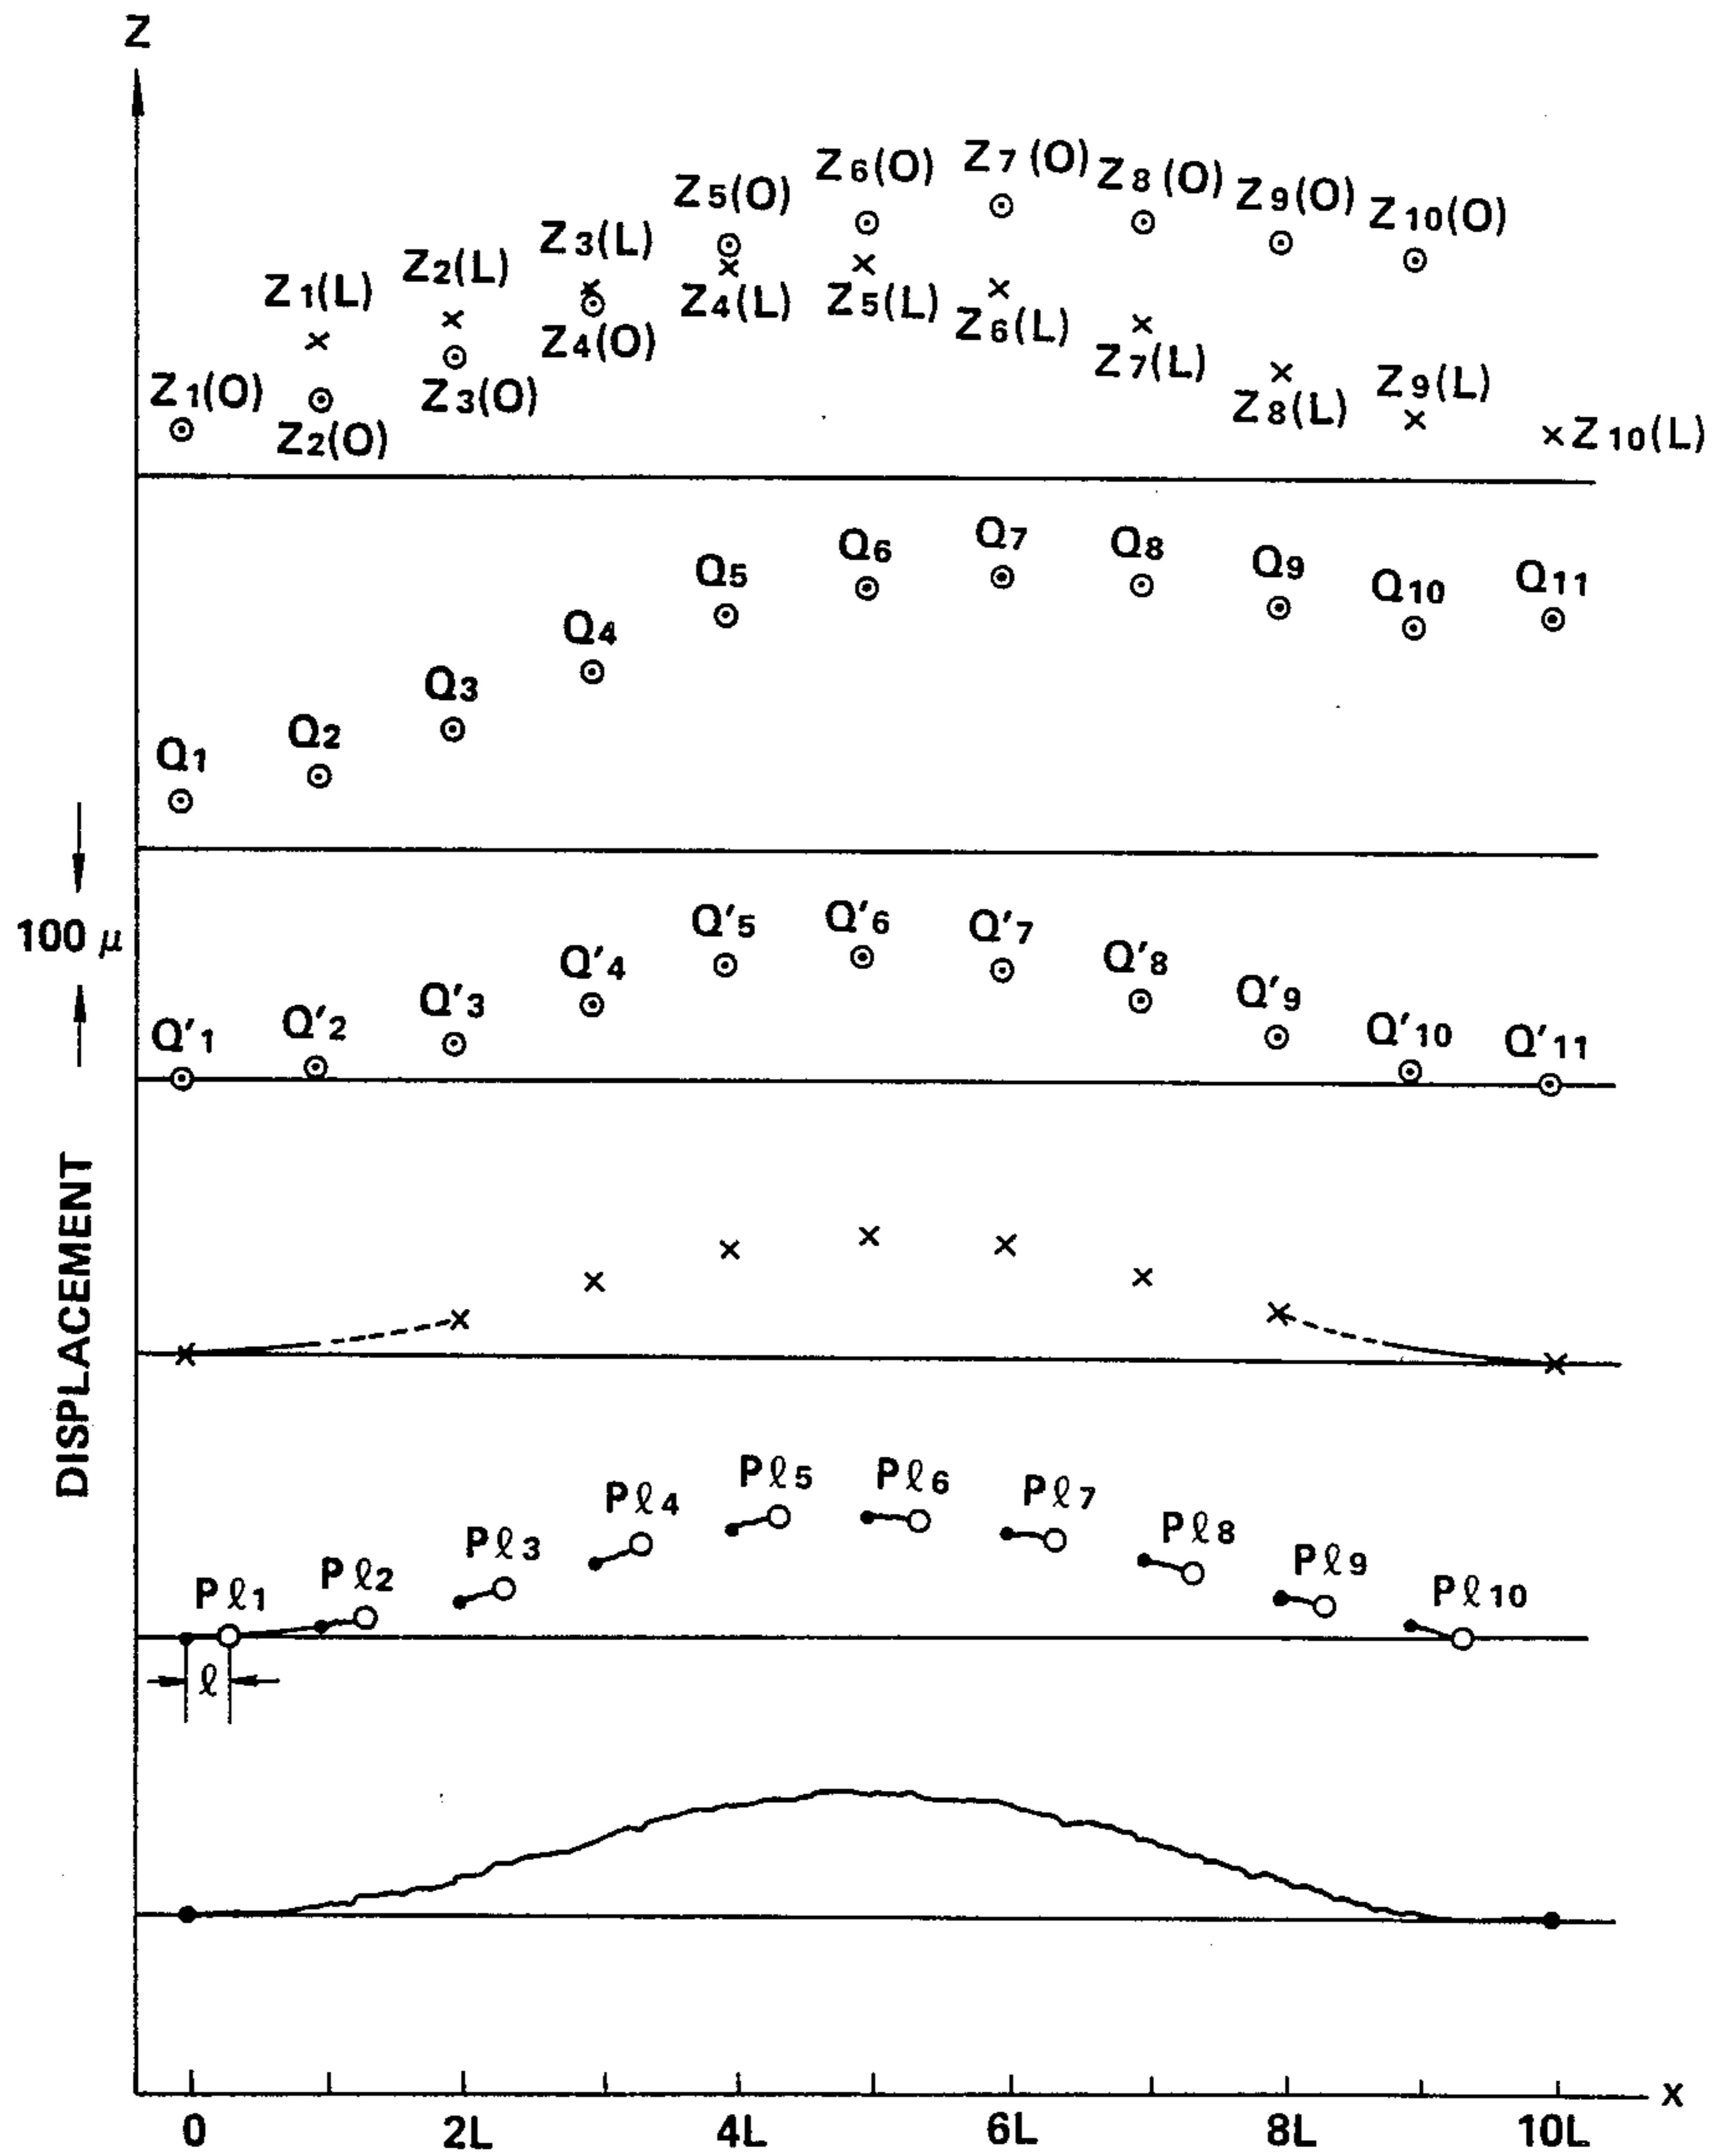 Z
Z7(O)
Z6(O) Z8(O)
Z5(O) Z9(O)
Z10(O)
Z3(L)
Z2(L)
Z1(L) Z4(L) Z5(L)
Z6(L)
Z4(O)
Z7(L)
Z1(O) Z3(O) Z8(L) Z9(L)
Z2(O) Z10(L)
Q7
Q6 Q8
Q5 Q9 Q10 Q11
Q4
Q3
Q2
Q1
100 μ
Q'5 Q'6 Q'7
Q'4 Q'8
Q'3 Q'9
Q'1 Q'2 Q'10 Q'11
DISPLACEMENT
Pℓ5 Pℓ6 Pℓ7
Pℓ4 Pℓ8
Pℓ3 Pℓ9
Pℓ1 Pℓ2 Pℓ10
ℓ
x
0 2L 4L 6L 8L 10L